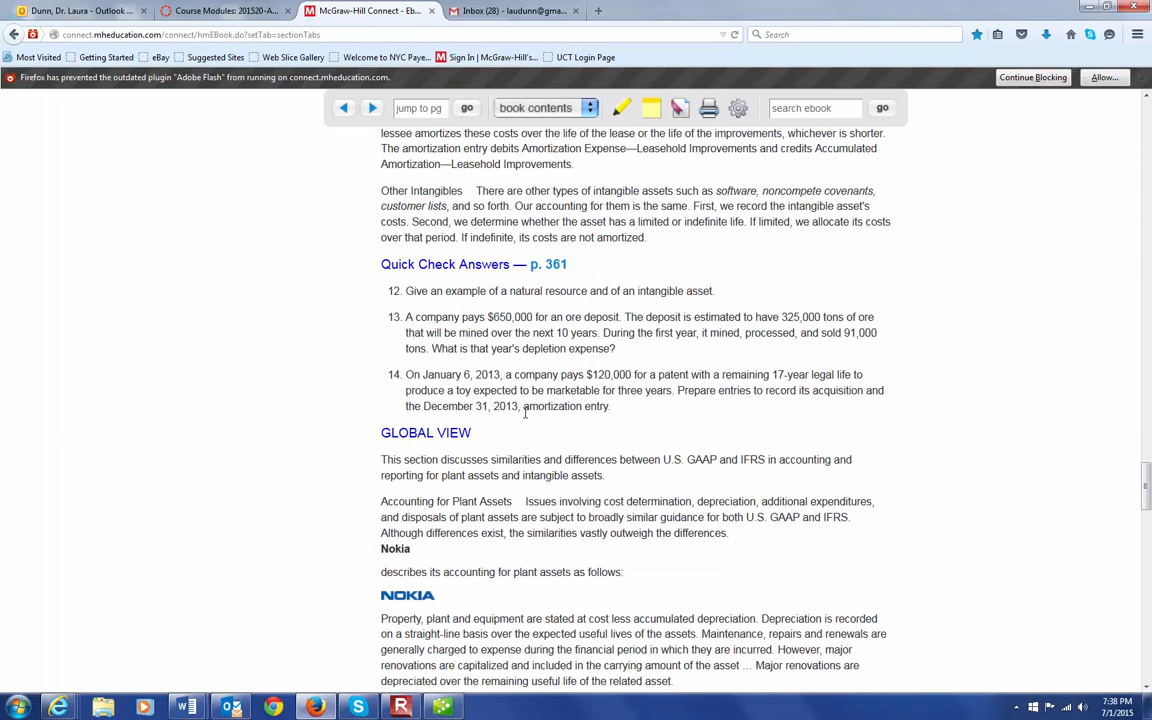 Dunn, Dr. Laura - Outlook ...
Course Modules: 201520-A...
McGraw-Hill Connect - Eb...
Inbox (28) - laudunn@gma...
connect.mheducation.com/connect/hmEBook.do?setTab=sectionTabs
Search
Most Visited
Getting Started
eBay
Suggested Sites
Web Slice Gallery
Welcome to NYC Paye...
Sign In | McGraw-Hill's...
UCT Login Page
Firefox has prevented the outdated plugin "Adobe Flash" from running on connect.mheducation.com.
Continue Blocking
Allow...
jump to pg
go
book contents
search ebook
go
lessee amortizes these costs over the life of the lease or the life of the improvements, whichever is shorter.
The amortization entry debits Amortization Expense—Leasehold Improvements and credits Accumulated
Amortization—Leasehold Improvements.
Other Intangibles There are other types of intangible assets such as software, noncompete covenants,
customer lists, and so forth. Our accounting for them is the same. First, we record the intangible asset's
costs. Second, we determine whether the asset has a limited or indefinite life. If limited, we allocate its costs
over that period. If indefinite, its costs are not amortized.
Quick Check Answers — p. 361
12. Give an example of a natural resource and of an intangible asset.
13. A company pays $650,000 for an ore deposit. The deposit is estimated to have 325,000 tons of ore
that will be mined over the next 10 years. During the first year, it mined, processed, and sold 91,000
tons. What is that year's depletion expense?
14. On January 6, 2013, a company pays $120,000 for a patent with a remaining 17-year legal life to
produce a toy expected to be marketable for three years. Prepare entries to record its acquisition and
the December 31, 2013, amortization entry.
GLOBAL VIEW
This section discusses similarities and differences between U.S. GAAP and IFRS in accounting and
reporting for plant assets and intangible assets.
Accounting for Plant Assets Issues involving cost determination, depreciation, additional expenditures,
and disposals of plant assets are subject to broadly similar guidance for both U.S. GAAP and IFRS.
Although differences exist, the similarities vastly outweigh the differences.
Nokia
describes its accounting for plant assets as follows:
NOKIA
Property, plant and equipment are stated at cost less accumulated depreciation. Depreciation is recorded
on a straight-line basis over the expected useful lives of the assets. Maintenance, repairs and renewals are
generally charged to expense during the financial period in which they are incurred. However, major
renovations are capitalized and included in the carrying amount of the asset … Major renovations are
depreciated over the remaining useful life of the related asset.
7:38 PM
7/1/2015